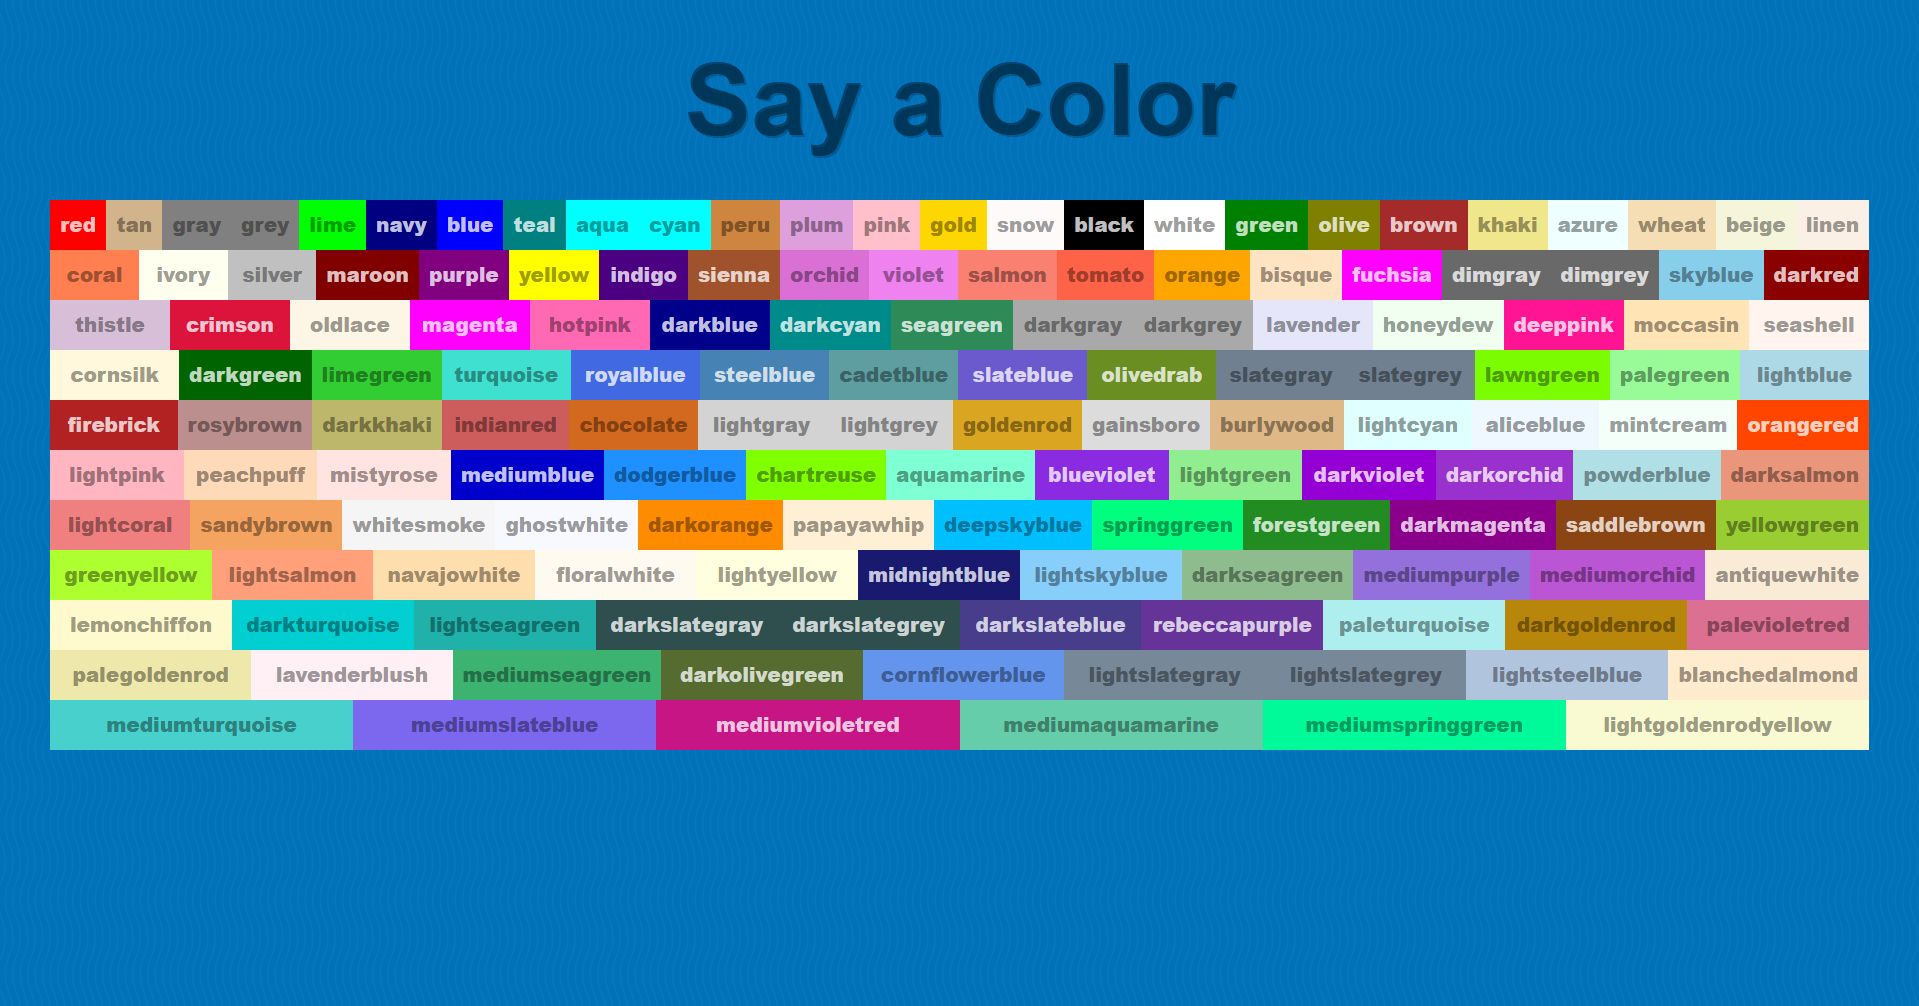 Say a Color
red tan gray grey lime navy blue teal aqua cyan peru plum pink gold snow black white green olive brown khaki azure wheat beige linen
coral ivory silver maroon purple yellow indigo sienna orchid violet salmon tomato orange bisque fuchsia dimgray dimgrey skyblue darkred
thistle crimson oldlace magenta hotpink darkblue darkcyan seagreen darkgray darkgrey lavender honeydew deeppink moccasin seashell
cornsilk darkgreen limegreen turquoise royalblue steelblue cadetblue slateblue olivedrab slategray slategrey lawngreen palegreen lightblue
firebrick rosybrown darkkhaki indianred chocolate lightgray lightgrey goldenrod gainsboro burlywood lightcyan aliceblue mintcream orangered
lightpink peachpuff mistyrose mediumblue dodgerblue chartreuse aquamarine blueviolet lightgreen darkviolet darkorchid powderblue darksalmon
lightcoral sandybrown whitesmoke ghostwhite darkorange papayawhip deepskyblue springgreen forestgreen darkmagenta saddlebrown yellowgreen
greenyellow lightsalmon navajowhite floralwhite lightyellow midnightblue lightskyblue darkseagreen mediumpurple mediumorchid antiquewhite
lemonchiffon darkturquoise lightseagreen darkslategray darkslategrey darkslateblue rebeccapurple paleturquoise darkgoldenrod palevioletred
palegoldenrod lavenderblush mediumseagreen darkolivegreen cornflowerblue lightslategray lightslategrey lightsteelblue blanchedalmond
mediumturquoise mediumslateblue mediumvioletred mediumaquamarine mediumspringgreen lightgoldenrodyellow